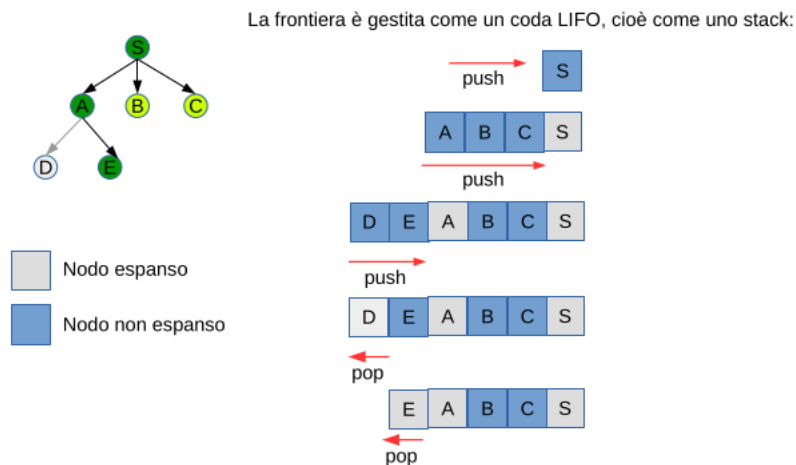 La frontiera è gestita come un coda LIFO, cioè come uno stack:
S
push
S
A B C
A B C S
push
D E
D E A B C S
push
Nodo espanso
Nodo non espanso
D E A B C S
pop
E A B C S
pop